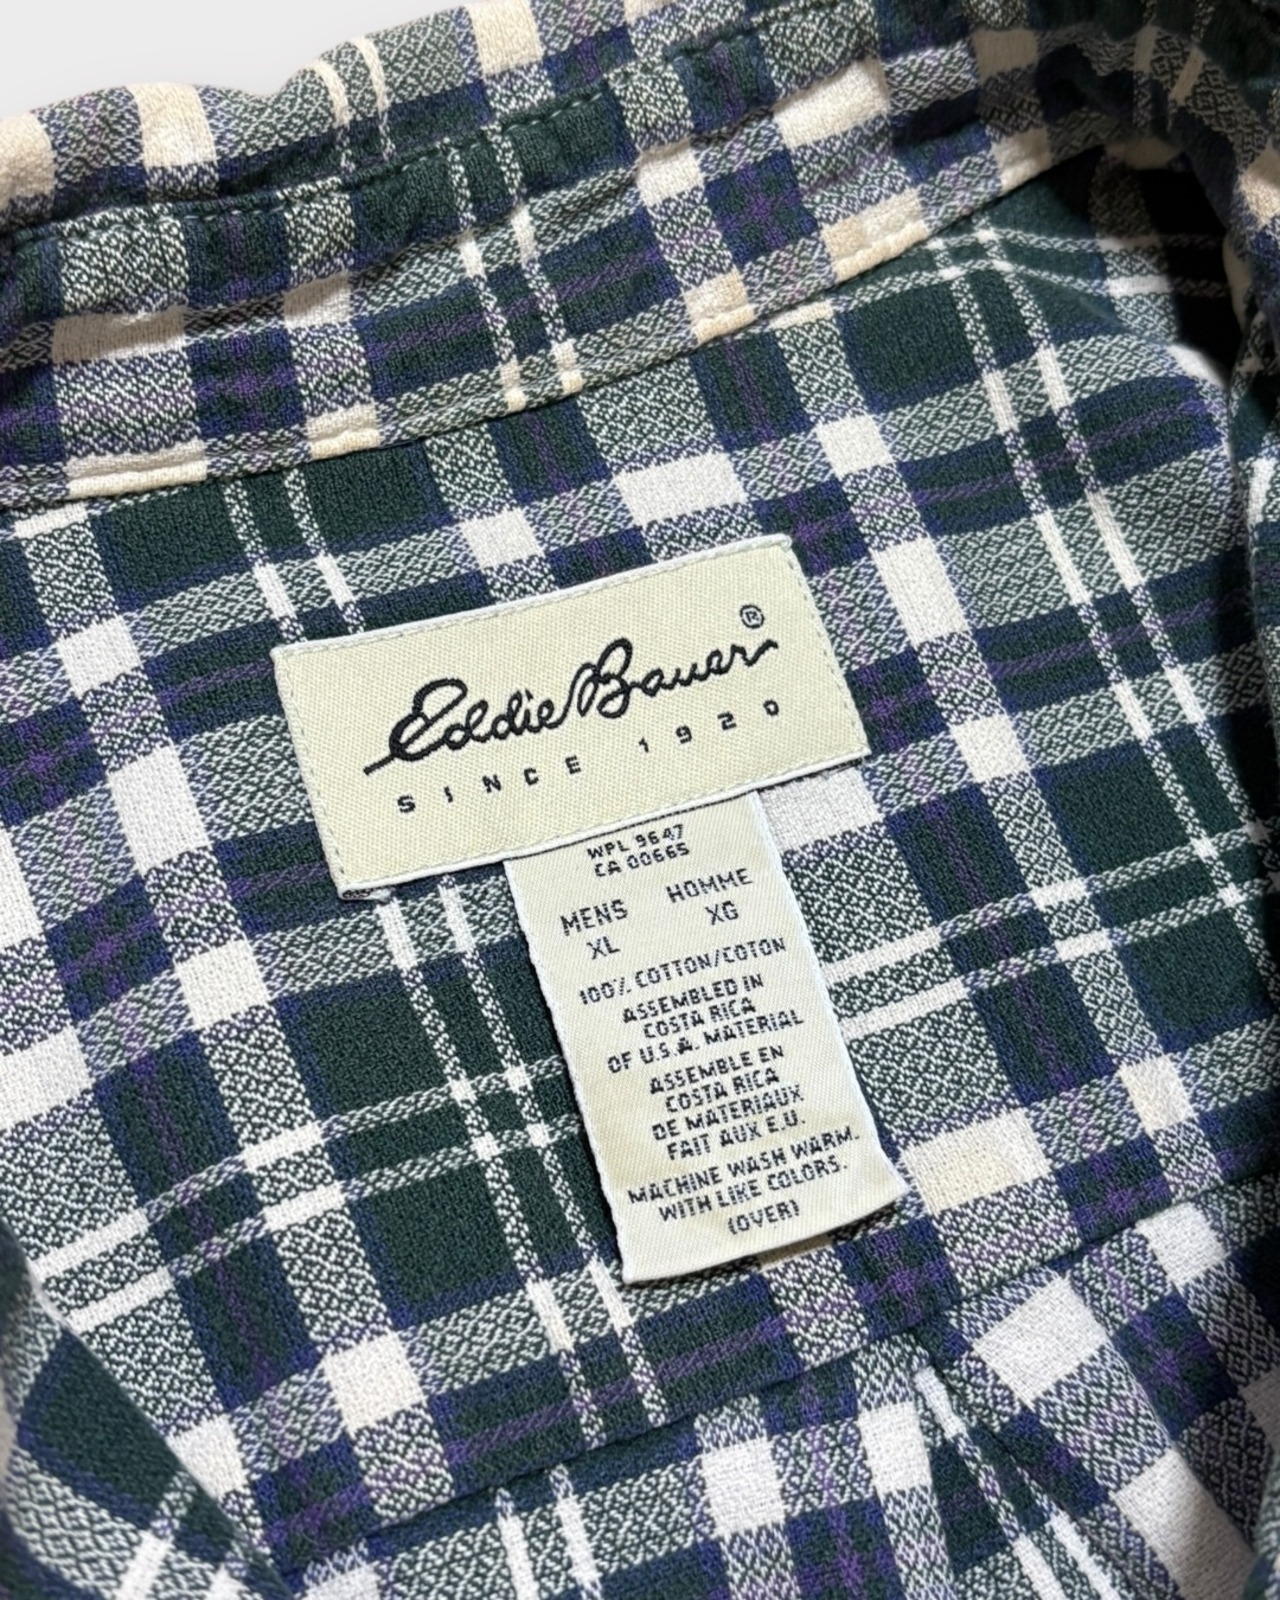 Eddie Bauer®
SINCE 1920
WPL 9647
CA 00665
MENS HOMME
XL XG
100% COTTON/COTON
ASSEMBLED IN
COSTA RICA
OF U.S.A. MATERIAL
ASSEMBLE EN
COSTA RICA
DE MATERIAUX
FAIT AUX E.U.
MACHINE WASH WARM.
WITH LIKE COLORS.
(OVER)